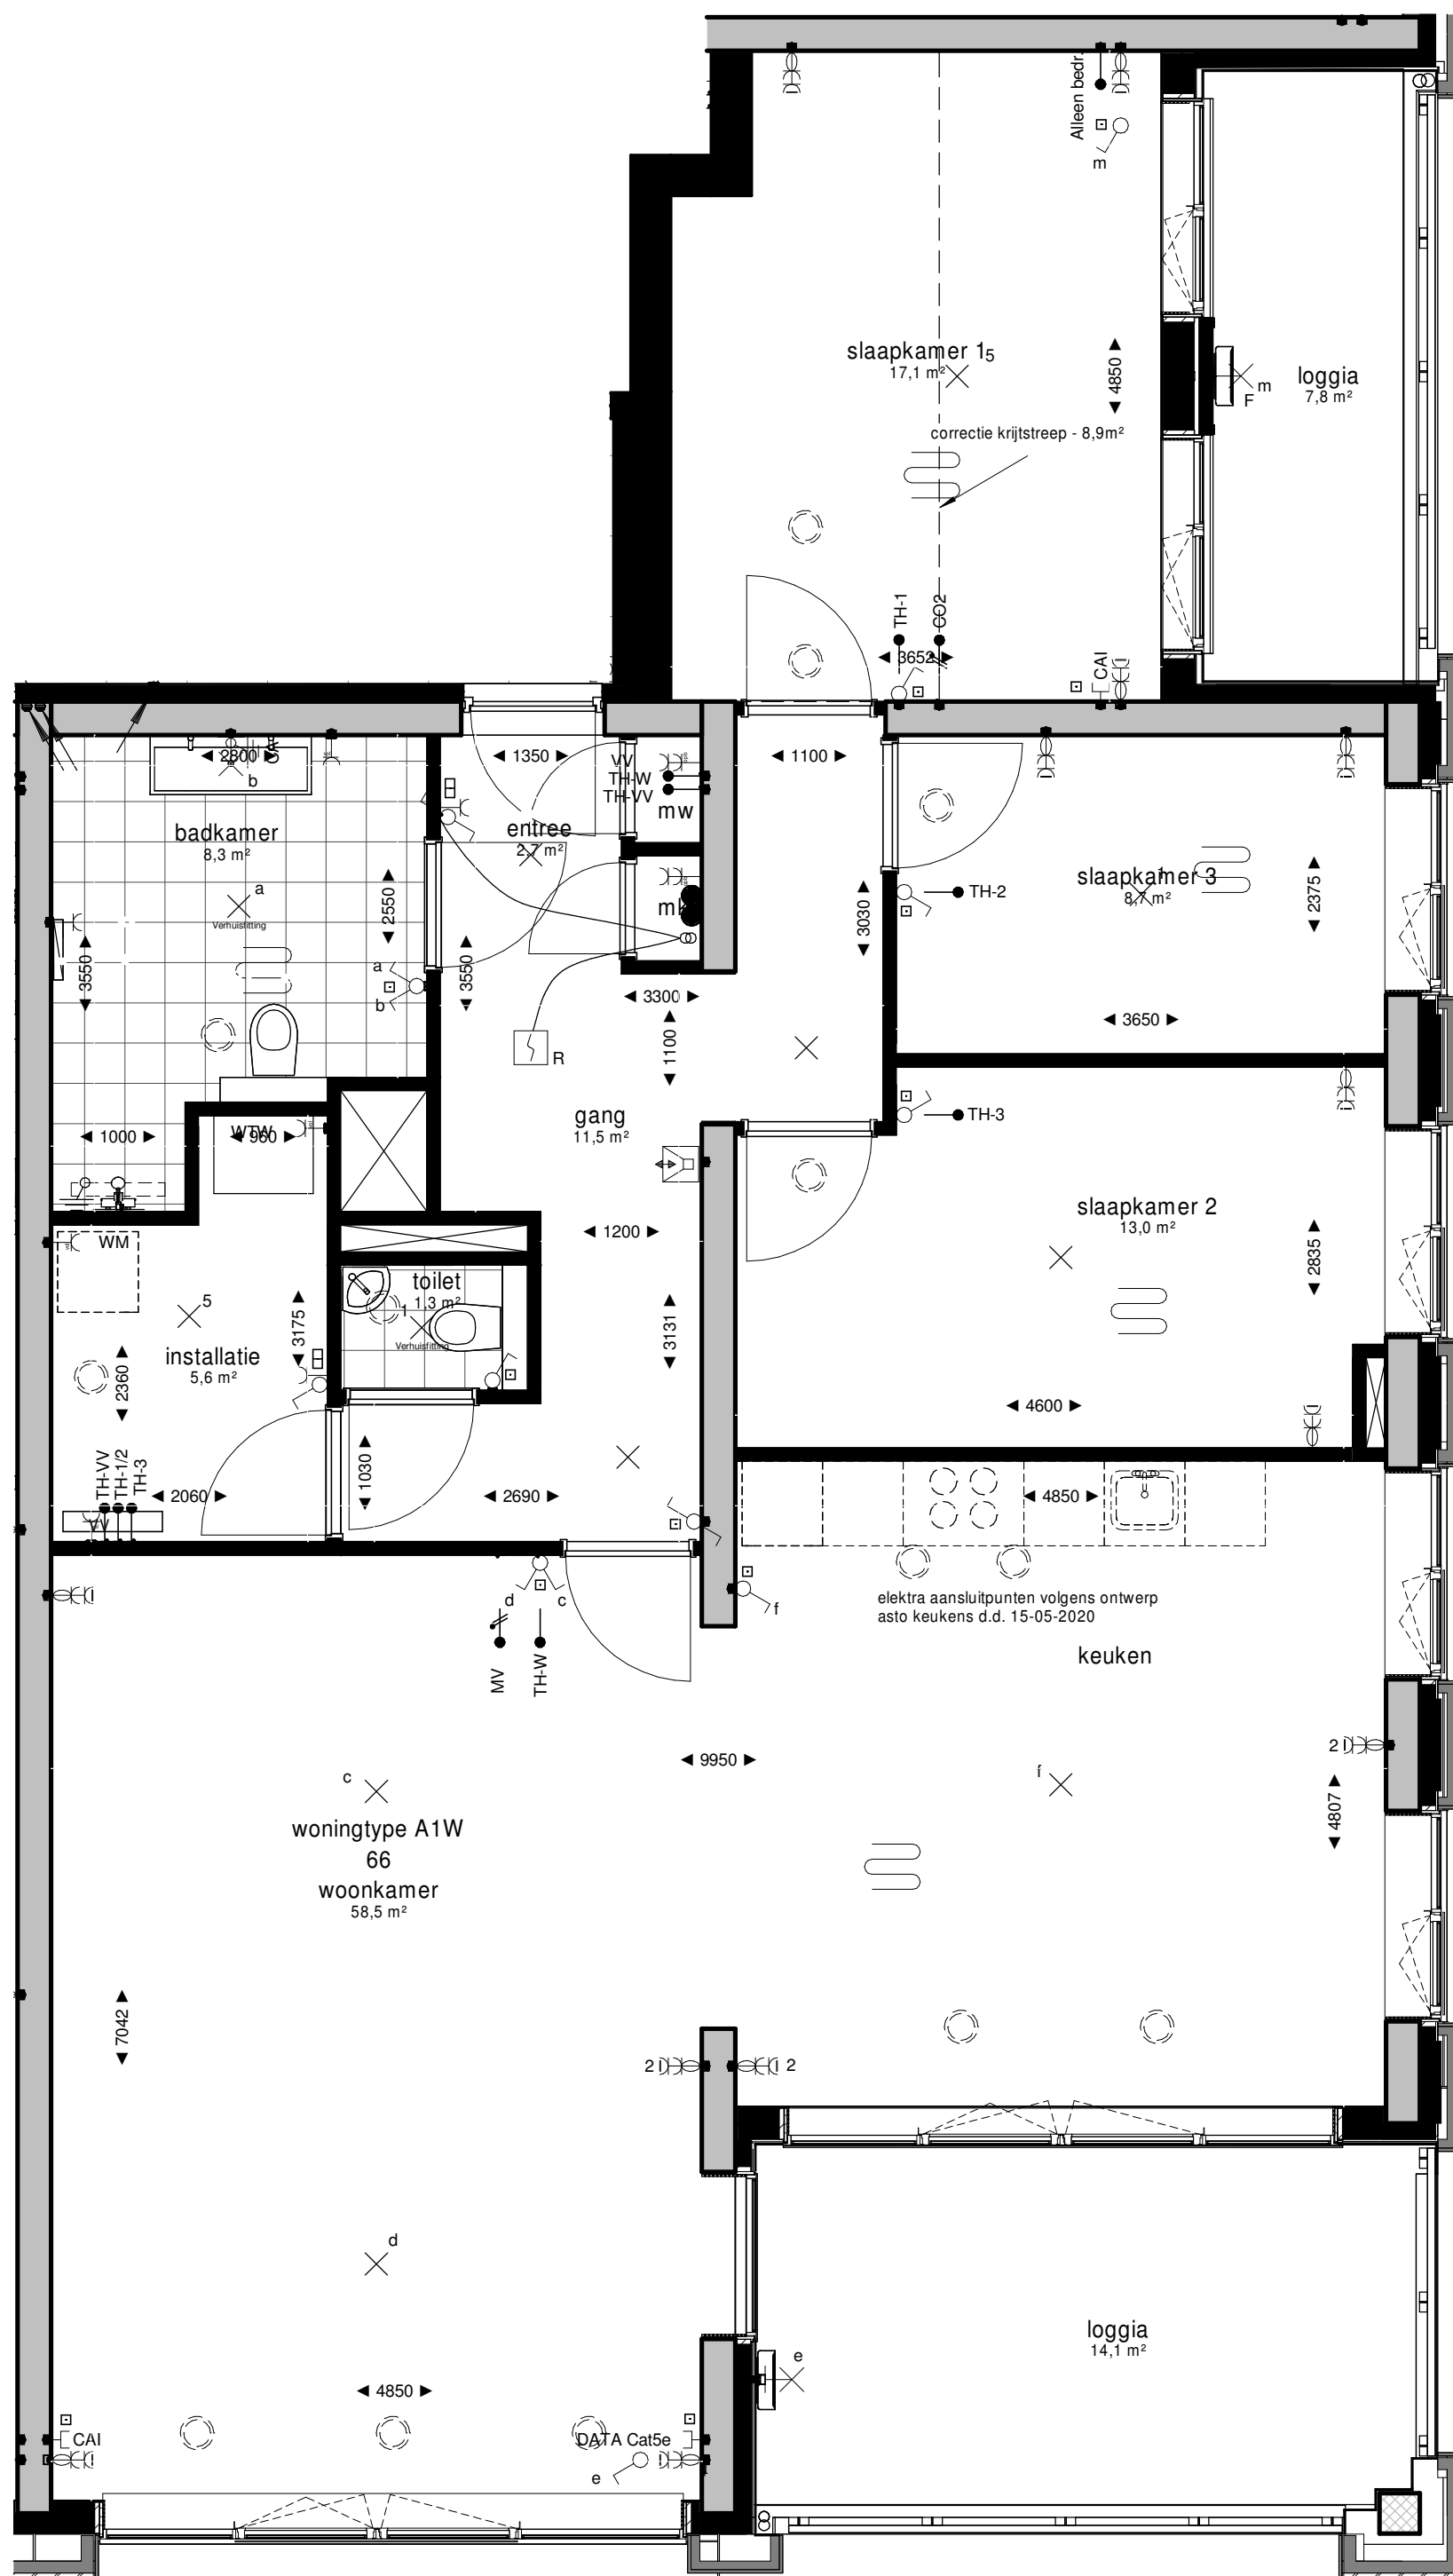 Alleen bedr.
m
slaapkamer 1
5
17,1 m²
4850
m
F
loggia
7,8 m²
correctie krijtstreep - 8,9m²
TH-1
CO2
3652
CAI
2800
b
1350
VV
TH-W
TH-VV
mw
1100
badkamer
8,3 m²
entree
2,7 m²
a
Verhuisfitting
2550
3030
TH-2
slaapkamer 3
8,7 m²
2375
3550
a
b
3550
3300
1100
R
3650
gang
11,5 m²
TH-3
1000
WTW
960
slaapkamer 2
13,0 m²
WM
1200
2835
toilet
1,3 m²
1
Verhuisfitting
5
3175
3131
installatie
5,6 m²
2360
4600
TH-VV
TH-1/2
TH-3
2060
VV
1030
2690
4850
d
c
f
elektra aansluitpunten volgens ontwerp
asto keukens d.d. 15-05-2020
keuken
MV
TH-W
9950
2
c
f
4807
woningtype A1W
66
woonkamer
58,5 m²
7042
2
2
d
loggia
14,1 m²
e
4850
CAI
DATA Cat5e
e